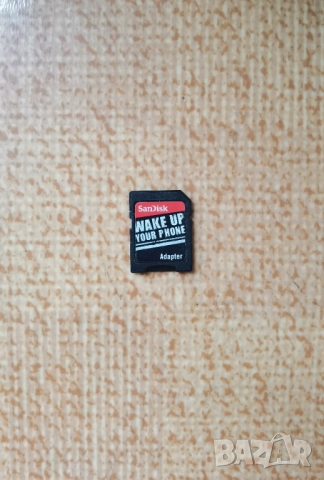 SanDisk
WAKE UP
YOUR PHONE
Adapter
BAZAR